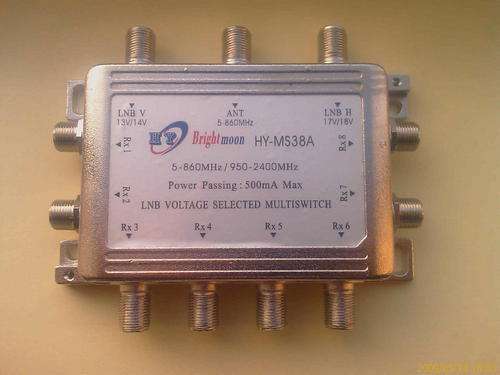 LNB V
13V/14V
ANT
5-860MHz
LNB H
17V/18V
HY Brightmoon HY-MS38A
Rx 1
Rx 8
5-860MHz / 950-2400MHz
Power Passing : 500mA Max
Rx 2
Rx 7
LNB VOLTAGE SELECTED MULTISWITCH
Rx 3
Rx 4
Rx 5
Rx 6